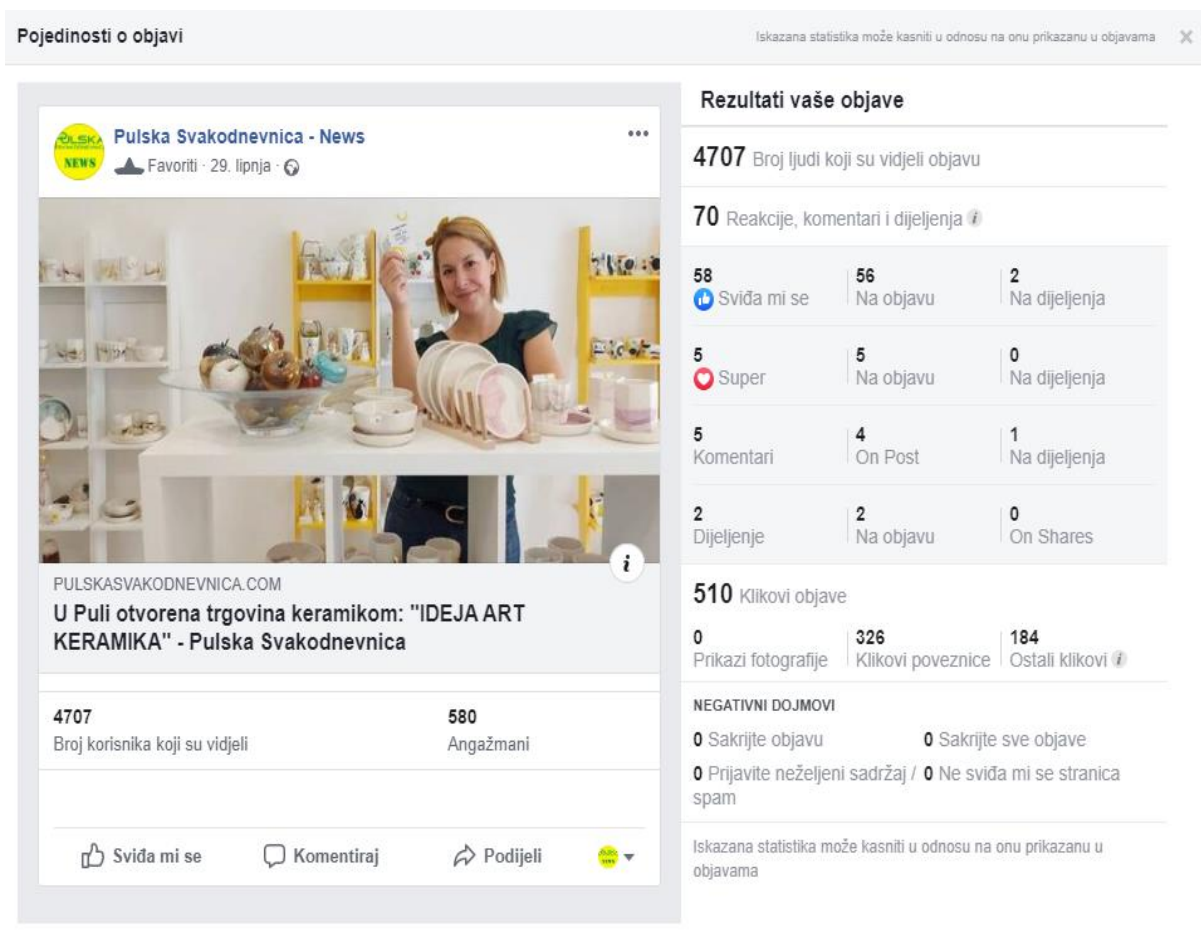 Pojedinosti o objavi
Iskazana statistika može kasniti u odnosu na onu prikazanu u objavama
Pulska Svakodnevnica - News
Favoriti · 29. lipnja ·
NEWS
PULSKASVAKODNEVNICA.COM
U Puli otvorena trgovina keramikom: "IDEJA ART
KERAMIKA" - Pulska Svakodnevnica
4707
580
Broj korisnika koji su vidjeli
Angažmani
Sviđa mi se
Komentiraj
Podijeli
Rezultati vaše objave
4707 Broj ljudi koji su vidjeli objavu
70 Reakcije, komentari i dijeljenja i
58 56 2
Sviđa mi se Na objavu Na dijeljenja
5 5 0
Super Na objavu Na dijeljenja
5 4 1
Komentari On Post Na dijeljenja
2 2 0
Dijeljenje Na objavu On Shares
510 Klikovi objave
0 326 184
Prikazi fotografije Klikovi poveznice Ostali klikovi i
NEGATIVNI DOJMOVI
0 Sakrijte objavu 0 Sakrijte sve objave
0 Prijavite neželjeni sadržaj / 0 Ne sviđa mi se stranica
spam
Iskazana statistika može kasniti u odnosu na onu prikazanu u
objavama